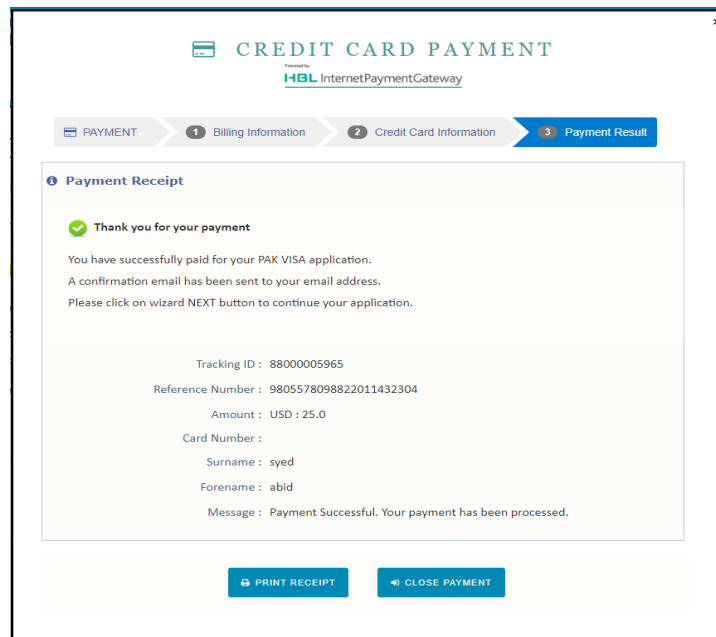 CREDIT CARD PAYMENT
Powered by
HBL InternetPaymentGateway
PAYMENT 1 Billing Information 2 Credit Card Information 3 Payment Result
Payment Receipt
Thank you for your payment
You have successfully paid for your PAK VISA application.
A confirmation email has been sent to your email address.
Please click on wizard NEXT button to continue your application.
Tracking ID : 88000005965
Reference Number : 9805578098822011432304
Amount : USD : 25.0
Card Number :
Surname : syed
Forename : abid
Message : Payment Successful. Your payment has been processed.
PRINT RECEIPT CLOSE PAYMENT